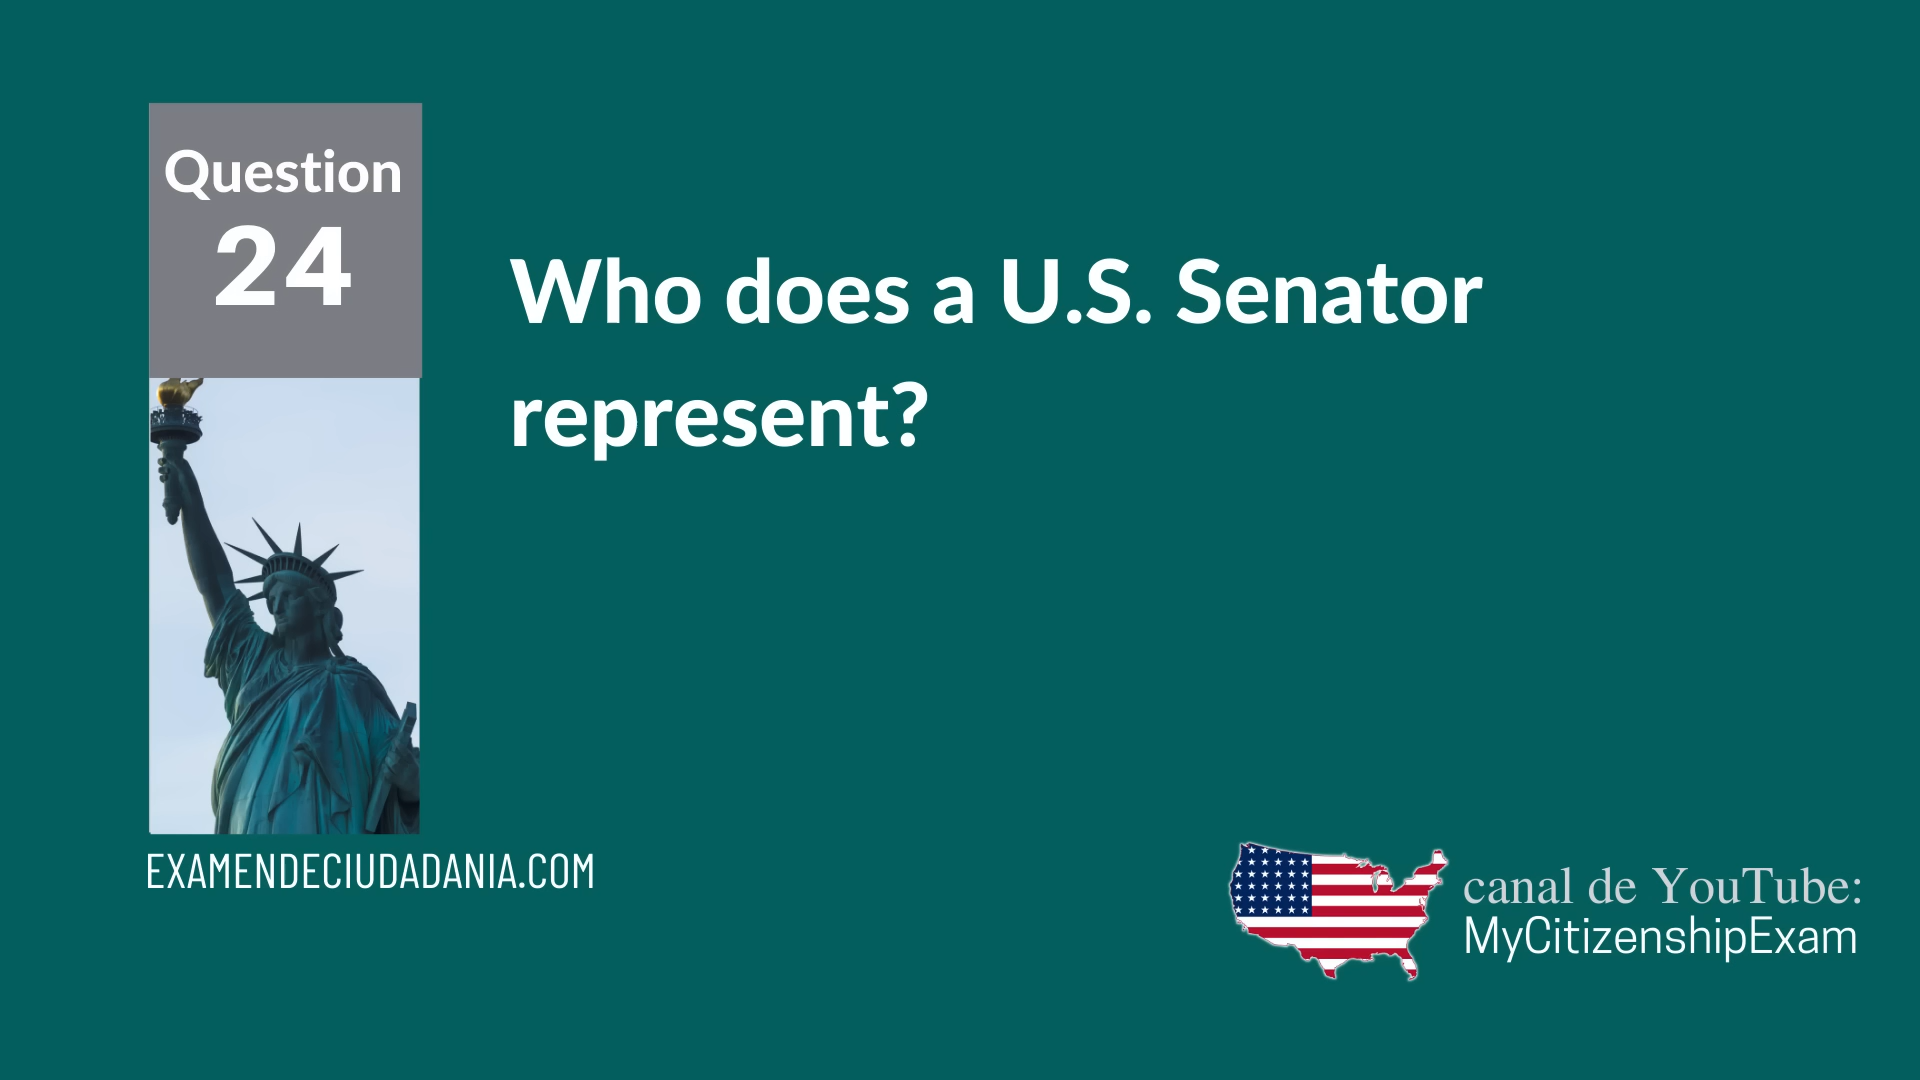 Question
24
Who does a U.S. Senator
represent?
EXAMENDECIUDADANIA.COM
canal de YouTube:
MyCitizenshipExam